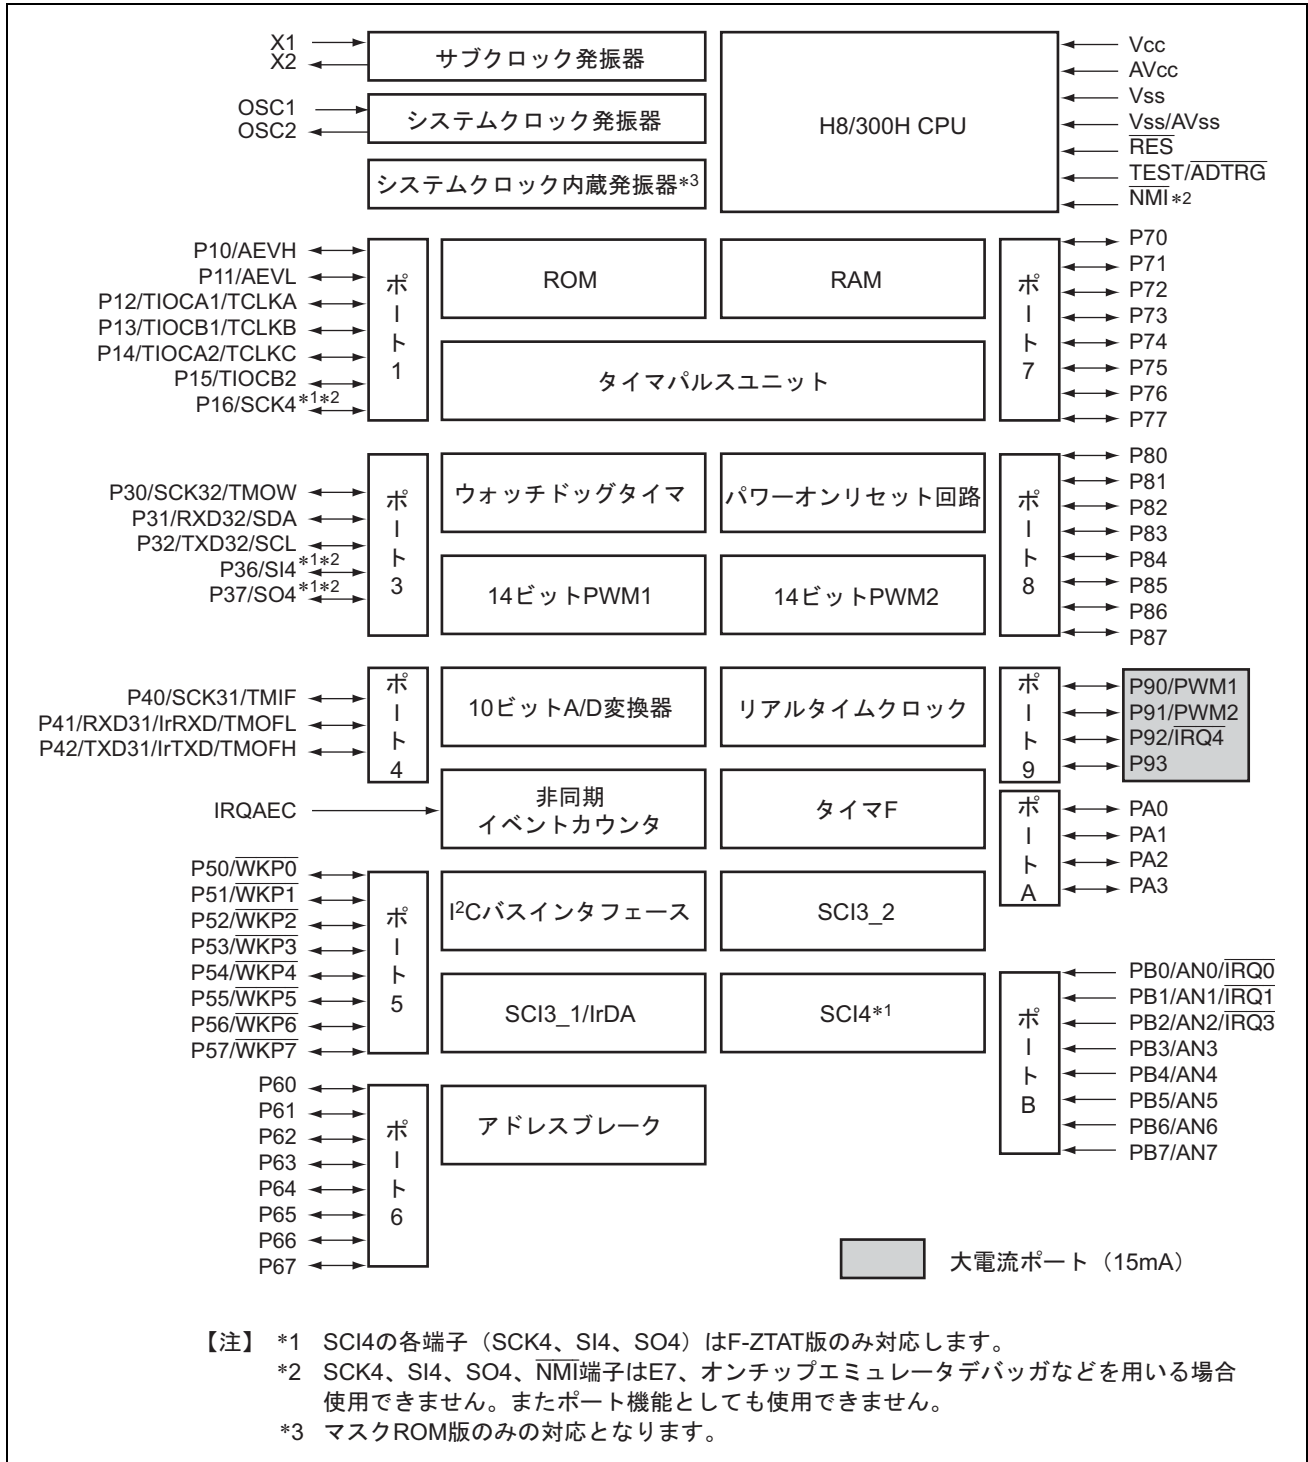 X1
X2
サブクロック発振器
OSC1
OSC2
システムクロック発振器
システムクロック内蔵発振器*3
H8/300H CPU
Vcc
AVcc
Vss
Vss/AVss
R̅E̅S̅
TEST/A̅D̅T̅R̅G̅
N̅M̅I̅*2
P10/AEVH
P11/AEVL
P12/TIOCA1/TCLKA
P13/TIOCB1/TCLKB
P14/TIOCA2/TCLKC
P15/TIOCB2
P16/SCK4*1*2
ポート1
ROM
RAM
タイマパルスユニット
ポート7
P70
P71
P72
P73
P74
P75
P76
P77
P30/SCK32/TMOW
P31/RXD32/SDA
P32/TXD32/SCL
P36/SI4*1*2
P37/SO4*1*2
ポート3
ウォッチドッグタイマ
パワーオンリセット回路
14ビットPWM1
14ビットPWM2
ポート8
P80
P81
P82
P83
P84
P85
P86
P87
P40/SCK31/TMIF
P41/RXD31/IrRXD/TMOFL
P42/TXD31/IrTXD/TMOFH
ポート4
10ビットA/D変換器
リアルタイムクロック
ポート9
P90/PWM1
P91/PWM2
P92/I̅R̅Q̅4̅
P93
IRQAEC
非同期
イベントカウンタ
タイマF
ポートA
PA0
PA1
PA2
PA3
P50/W̅K̅P̅0̅
P51/W̅K̅P̅1̅
P52/W̅K̅P̅2̅
P53/W̅K̅P̅3̅
P54/W̅K̅P̅4̅
P55/W̅K̅P̅5̅
P56/W̅K̅P̅6̅
P57/W̅K̅P̅7̅
ポート5
I²Cバスインタフェース
SCI3_2
SCI3_1/IrDA
SCI4*1
ポートB
PB0/AN0/I̅R̅Q̅0̅
PB1/AN1/I̅R̅Q̅1̅
PB2/AN2/I̅R̅Q̅3̅
PB3/AN3
PB4/AN4
PB5/AN5
PB6/AN6
PB7/AN7
P60
P61
P62
P63
P64
P65
P66
P67
ポート6
アドレスブレーク
大電流ポート（15mA）
【注】 *1 SCI4の各端子（SCK4、SI4、SO4）はF-ZTAT版のみ対応します。
*2 SCK4、SI4、SO4、N̅M̅I̅端子はE7、オンチップエミュレータデバッガなどを用いる場合
使用できません。またポート機能としても使用できません。
*3 マスクROM版のみの対応となります。